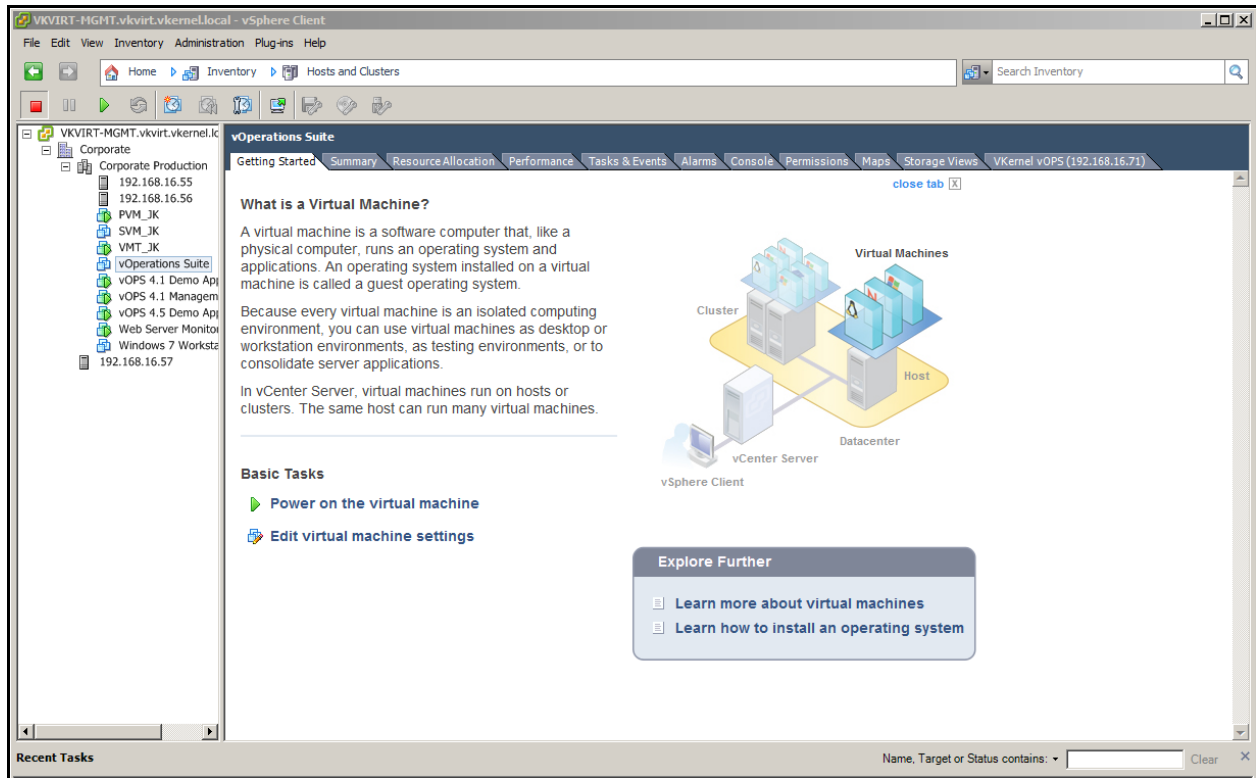 VKVIRT-MGMT.vkvirt.vkernel.local - vSphere Client
File Edit View Inventory Administration Plug-ins Help
Home Inventory Hosts and Clusters
Search Inventory
VKVIRT-MGMT.vkvirt.vkernel.lc
Corporate
Corporate Production
192.168.16.55
192.168.16.56
PVM_JK
SVM_JK
VMT_JK
vOperations Suite
vOPS 4.1 Demo App
vOPS 4.1 Managem
vOPS 4.5 Demo App
Web Server Monitor
Windows 7 Worksta
192.168.16.57
vOperations Suite
Getting Started Summary Resource Allocation Performance Tasks & Events Alarms Console Permissions Maps Storage Views VKernel vOPS (192.168.16.71)
close tab X
What is a Virtual Machine?
A virtual machine is a software computer that, like a
physical computer, runs an operating system and
applications. An operating system installed on a virtual
machine is called a guest operating system.
Because every virtual machine is an isolated computing
environment, you can use virtual machines as desktop or
workstation environments, as testing environments, or to
consolidate server applications.
In vCenter Server, virtual machines run on hosts or
clusters. The same host can run many virtual machines.
Basic Tasks
Power on the virtual machine
Edit virtual machine settings
Virtual Machines
Cluster
Host
Datacenter
vCenter Server
vSphere Client
Explore Further
Learn more about virtual machines
Learn how to install an operating system
Recent Tasks
Name, Target or Status contains:
Clear